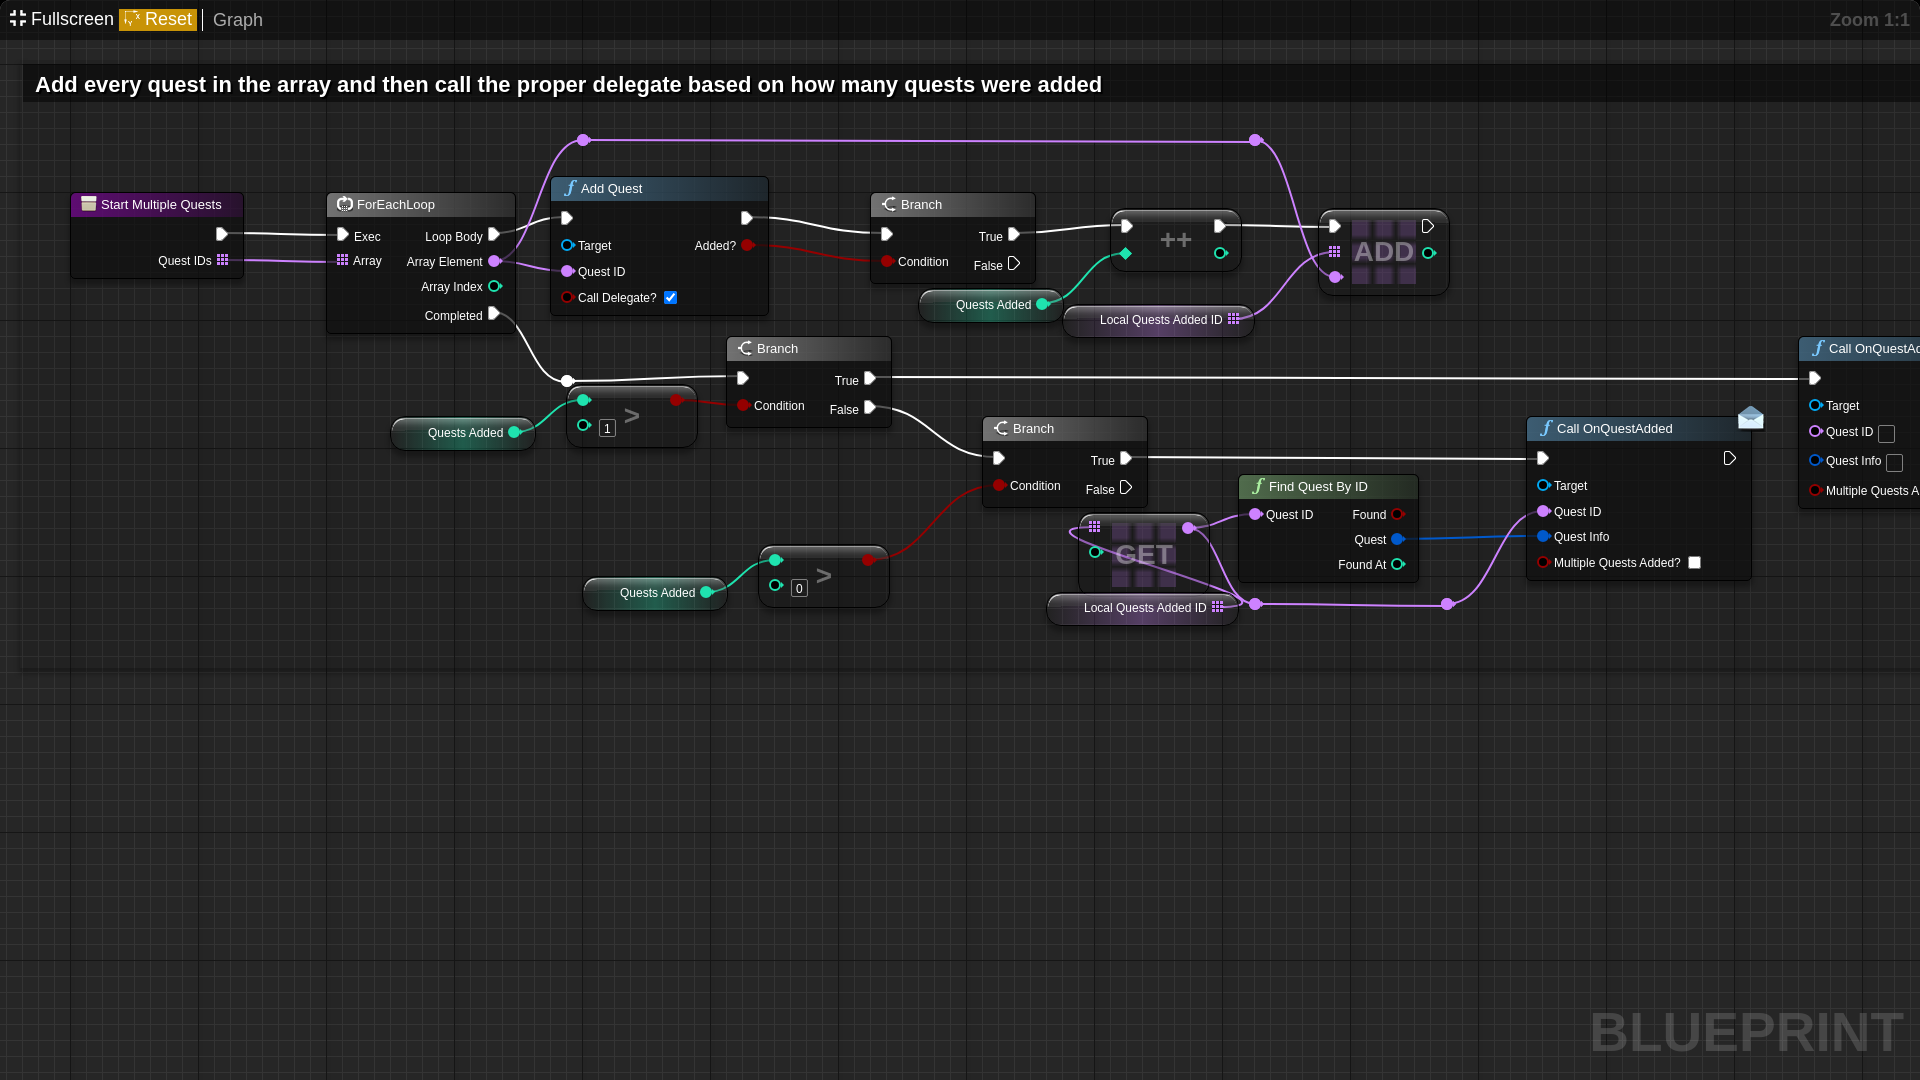 Fullscreen Reset Graph Zoom 1:1
Add every quest in the array and then call the proper delegate based on how many quests were added
Start Multiple Quests
Quest IDs
ForEachLoop
Exec
Loop Body
Array
Array Element
Array Index
Completed
Add Quest
Target
Added?
Quest ID
Call Delegate?
Branch
True
Condition
False
++
Quests Added
Local Quests Added ID
ADD
Quests Added
1
>
Branch
True
Condition
False
Quests Added
0
>
Branch
True
Condition
False
GET
Local Quests Added ID
Find Quest By ID
Quest ID
Found
Quest
Found At
Call OnQuestAdded
Target
Quest ID
Quest Info
Multiple Quests Added?
Call OnQuestAd
Target
Quest ID
Quest Info
Multiple Quests A
BLUEPRINT